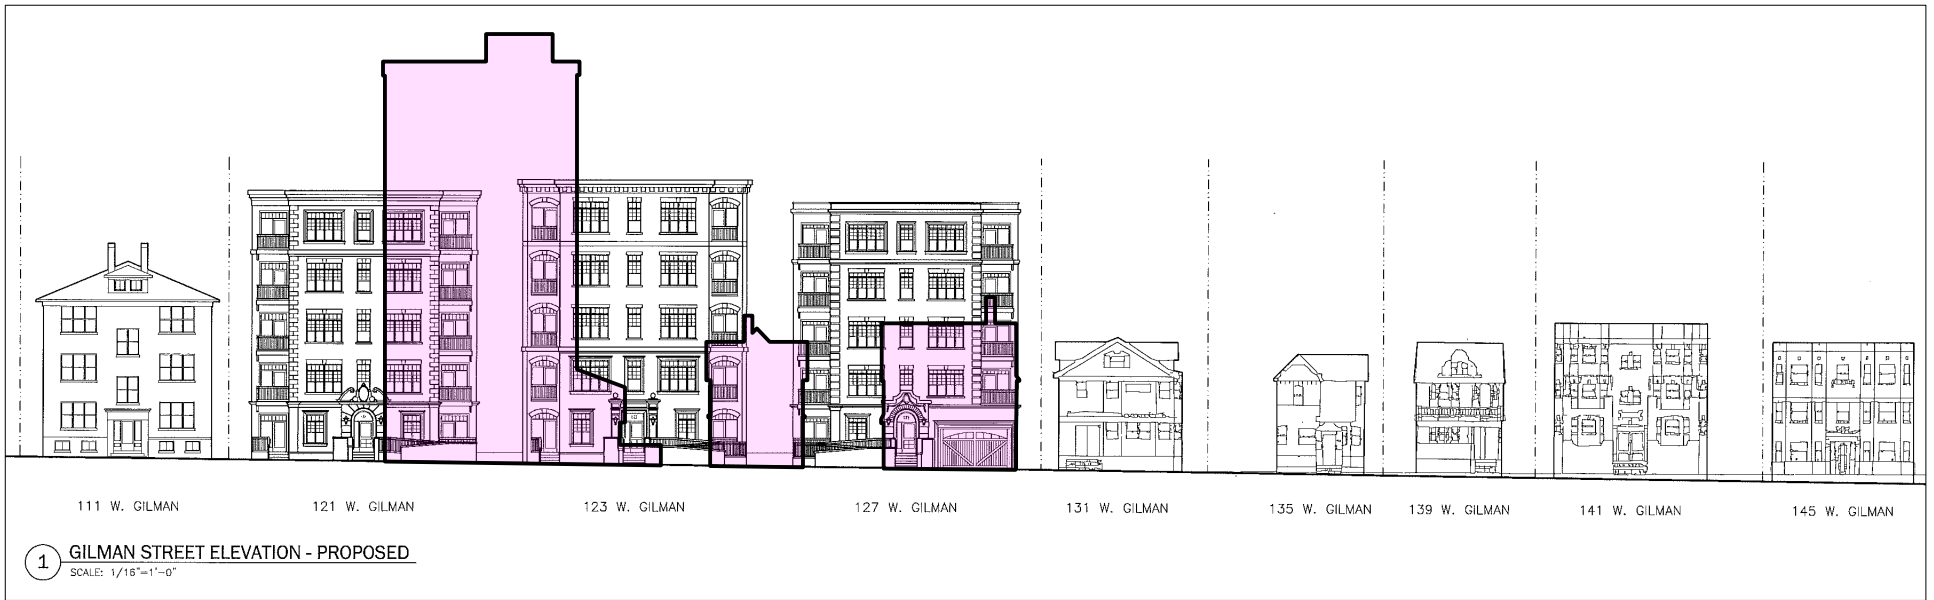 111 W. GILMAN
121 W. GILMAN
123 W. GILMAN
127 W. GILMAN
131 W. GILMAN
135 W. GILMAN
139 W. GILMAN
141 W. GILMAN
145 W. GILMAN
1 GILMAN STREET ELEVATION - PROPOSED
SCALE: 1/16"=1'-0"